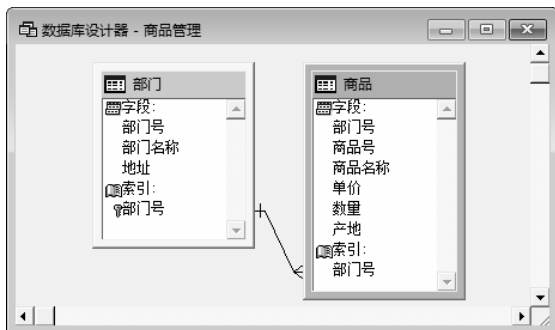 数据库设计器 - 商品管理
部门
字段:
部门号
部门名称
地址
索引:
部门号
商品
字段:
部门号
商品号
商品名称
单价
数量
产地
索引:
部门号